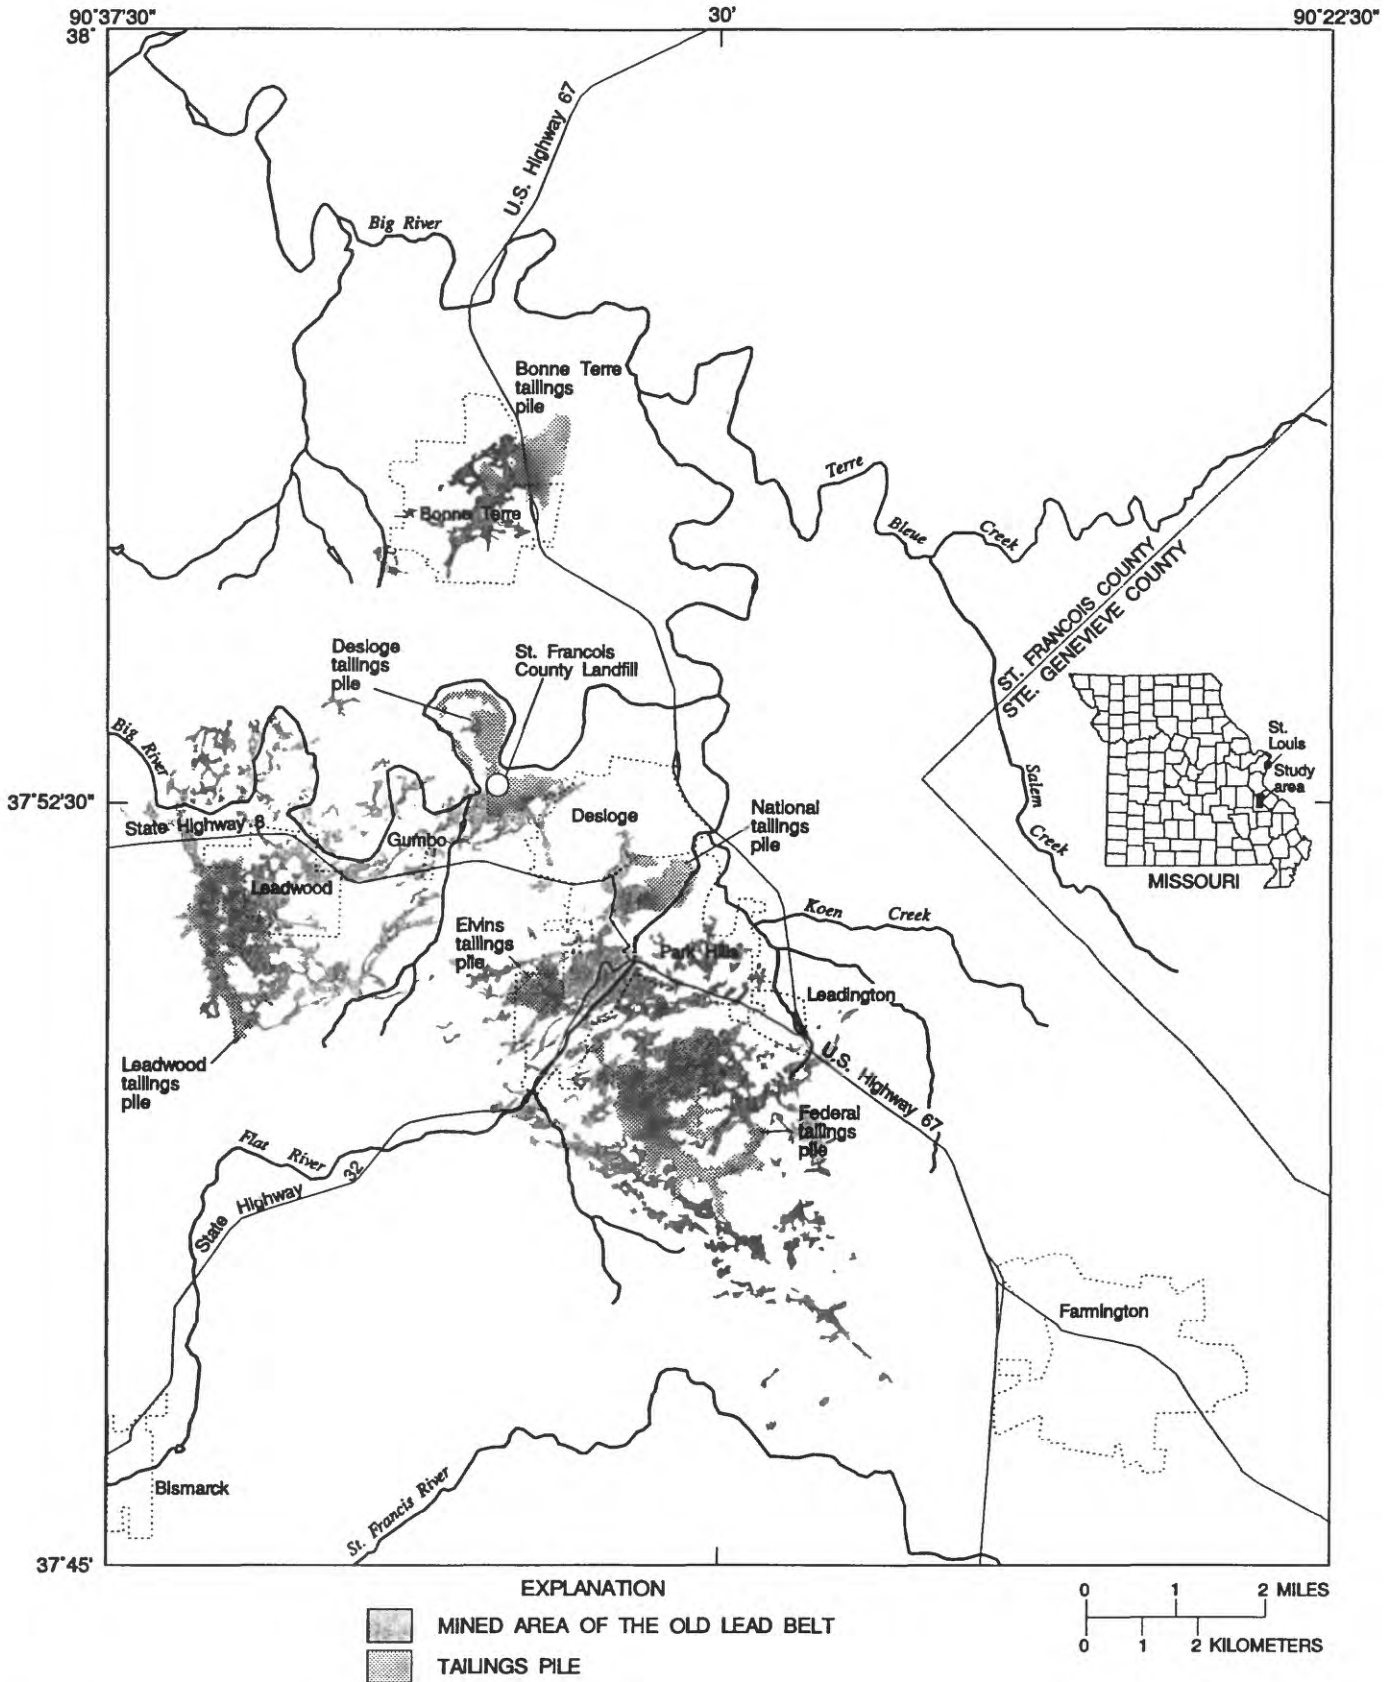 90°37'30"
30'
90°22'30"
38°
U.S. Highway 67
Big River
Bonne Terre
tailings
pile
Terre
Bleue
Creek
Bonne Terre
ST. FRANCOIS COUNTY
STE. GENEVIEVE COUNTY
Desloge
tailings
pile
St. Francois
County Landfill
Big River
St.
Louis
Study
area
MISSOURI
Salem
Creek
37°52'30"
State Highway 8
Gumbo
Desloge
National
tailings
pile
Leadwood
Koen Creek
Elvins
tailings
pile
Park Hills
Leadington
Leadwood
tailings
pile
U.S. Highway 67
Federal
tailings
pile
Flat River
State Highway 32
Farmington
Bismarck
St. Francis River
37°45'
EXPLANATION
MINED AREA OF THE OLD LEAD BELT
TAILINGS PILE
0 1 2 MILES
0 1 2 KILOMETERS